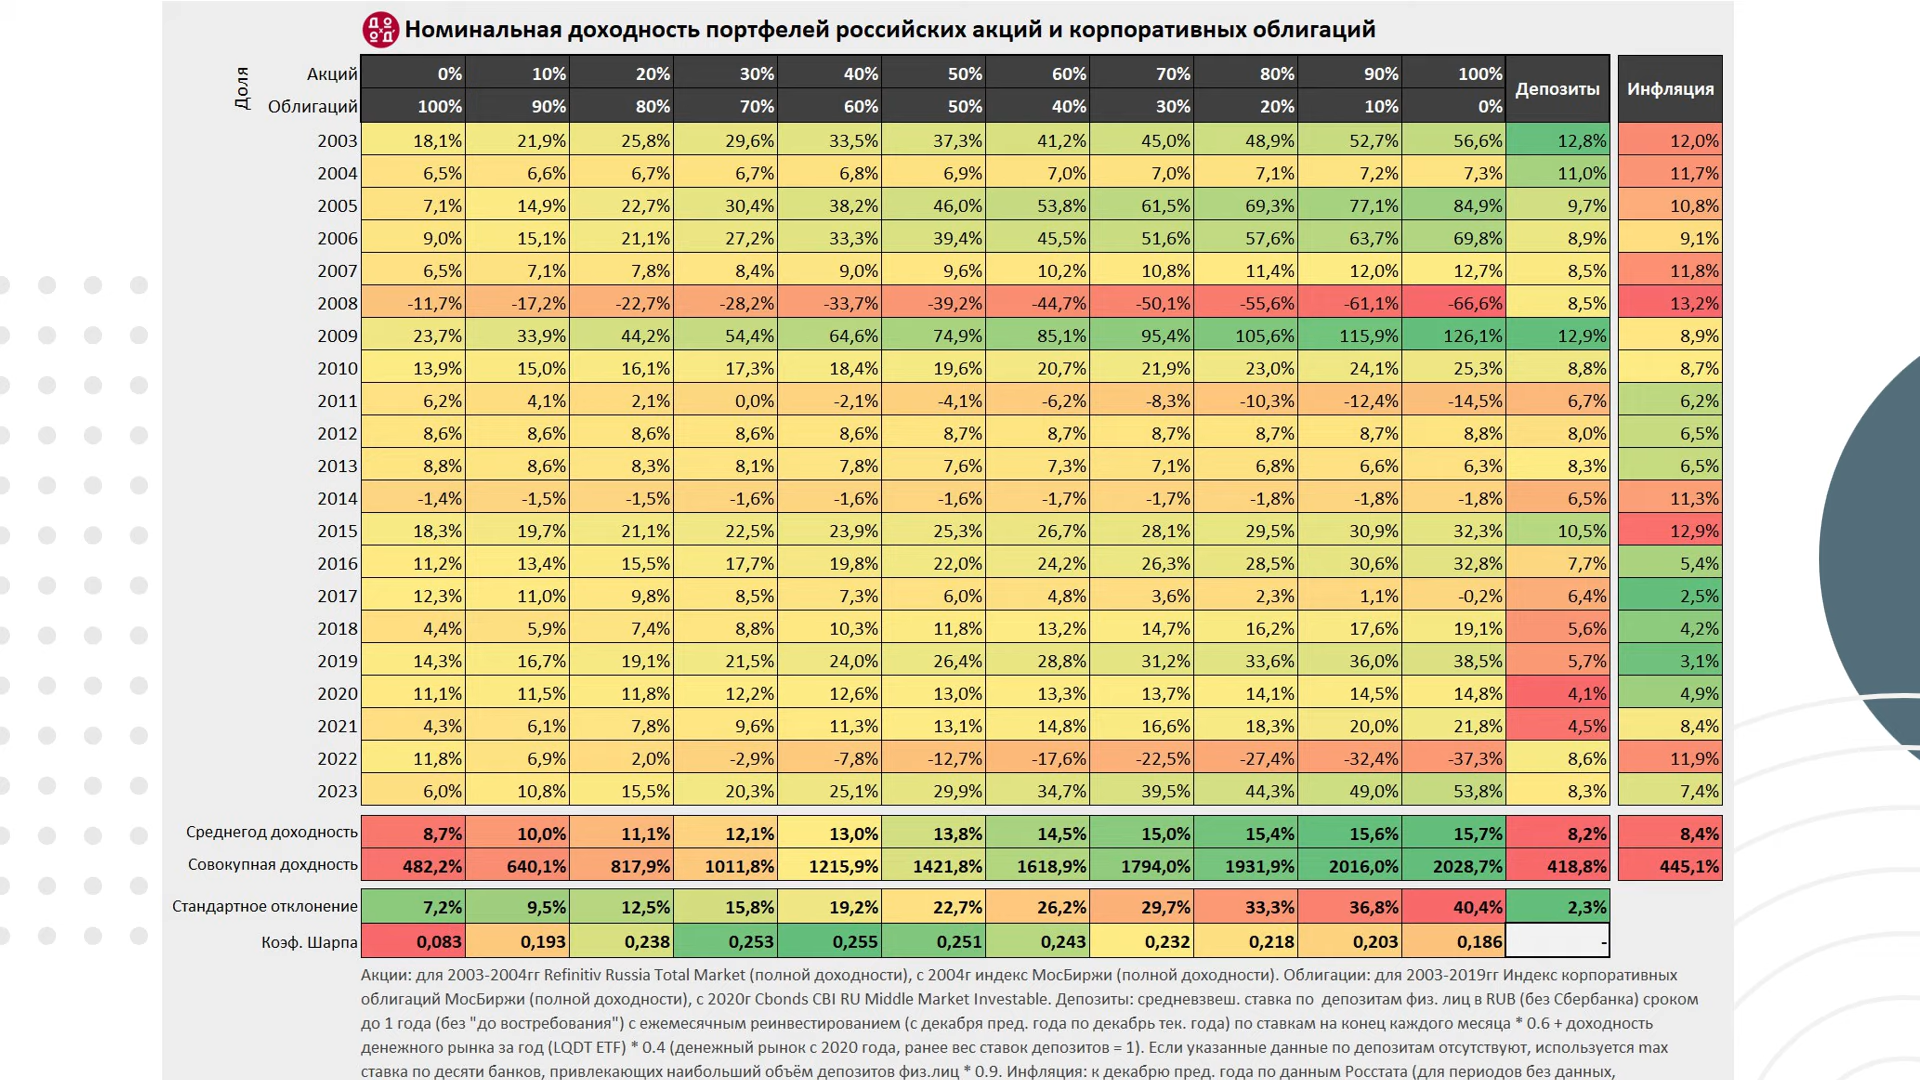 ДОХОДЪ
Номинальная доходность портфелей российских акций и корпоративных облигаций
Доля
Акций 0% 10% 20% 30% 40% 50% 60% 70% 80% 90% 100% Депозиты Инфляция
Облигаций 100% 90% 80% 70% 60% 50% 40% 30% 20% 10% 0%
2003 18,1% 21,9% 25,8% 29,6% 33,5% 37,3% 41,2% 45,0% 48,9% 52,7% 56,6% 12,8% 12,0%
2004 6,5% 6,6% 6,7% 6,7% 6,8% 6,9% 7,0% 7,0% 7,1% 7,2% 7,3% 11,0% 11,7%
2005 7,1% 14,9% 22,7% 30,4% 38,2% 46,0% 53,8% 61,5% 69,3% 77,1% 84,9% 9,7% 10,8%
2006 9,0% 15,1% 21,1% 27,2% 33,3% 39,4% 45,5% 51,6% 57,6% 63,7% 69,8% 8,9% 9,1%
2007 6,5% 7,1% 7,8% 8,4% 9,0% 9,6% 10,2% 10,8% 11,4% 12,0% 12,7% 8,5% 11,8%
2008 -11,7% -17,2% -22,7% -28,2% -33,7% -39,2% -44,7% -50,1% -55,6% -61,1% -66,6% 8,5% 13,2%
2009 23,7% 33,9% 44,2% 54,4% 64,6% 74,9% 85,1% 95,4% 105,6% 115,9% 126,1% 12,9% 8,9%
2010 13,9% 15,0% 16,1% 17,3% 18,4% 19,6% 20,7% 21,9% 23,0% 24,1% 25,3% 8,8% 8,7%
2011 6,2% 4,1% 2,1% 0,0% -2,1% -4,1% -6,2% -8,3% -10,3% -12,4% -14,5% 6,7% 6,2%
2012 8,6% 8,6% 8,6% 8,6% 8,6% 8,7% 8,7% 8,7% 8,7% 8,7% 8,8% 8,0% 6,5%
2013 8,8% 8,6% 8,3% 8,1% 7,8% 7,6% 7,3% 7,1% 6,8% 6,6% 6,3% 8,3% 6,5%
2014 -1,4% -1,5% -1,5% -1,6% -1,6% -1,6% -1,7% -1,7% -1,8% -1,8% -1,8% 6,5% 11,3%
2015 18,3% 19,7% 21,1% 22,5% 23,9% 25,3% 26,7% 28,1% 29,5% 30,9% 32,3% 10,5% 12,9%
2016 11,2% 13,4% 15,5% 17,7% 19,8% 22,0% 24,2% 26,3% 28,5% 30,6% 32,8% 7,7% 5,4%
2017 12,3% 11,0% 9,8% 8,5% 7,3% 6,0% 4,8% 3,6% 2,3% 1,1% -0,2% 6,4% 2,5%
2018 4,4% 5,9% 7,4% 8,8% 10,3% 11,8% 13,2% 14,7% 16,2% 17,6% 19,1% 5,6% 4,2%
2019 14,3% 16,7% 19,1% 21,5% 24,0% 26,4% 28,8% 31,2% 33,6% 36,0% 38,5% 5,7% 3,1%
2020 11,1% 11,5% 11,8% 12,2% 12,6% 13,0% 13,3% 13,7% 14,1% 14,5% 14,8% 4,1% 4,9%
2021 4,3% 6,1% 7,8% 9,6% 11,3% 13,1% 14,8% 16,6% 18,3% 20,0% 21,8% 4,5% 8,4%
2022 11,8% 6,9% 2,0% -2,9% -7,8% -12,7% -17,6% -22,5% -27,4% -32,4% -37,3% 8,6% 11,9%
2023 6,0% 10,8% 15,5% 20,3% 25,1% 29,9% 34,7% 39,5% 44,3% 49,0% 53,8% 8,3% 7,4%
Среднегод доходность 8,7% 10,0% 11,1% 12,1% 13,0% 13,8% 14,5% 15,0% 15,4% 15,6% 15,7% 8,2% 8,4%
Совокупная дохдность 482,2% 640,1% 817,9% 1011,8% 1215,9% 1421,8% 1618,9% 1794,0% 1931,9% 2016,0% 2028,7% 418,8% 445,1%
Стандартное отклонение 7,2% 9,5% 12,5% 15,8% 19,2% 22,7% 26,2% 29,7% 33,3% 36,8% 40,4% 2,3%
Коэф. Шарпа 0,083 0,193 0,238 0,253 0,255 0,251 0,243 0,232 0,218 0,203 0,186 -
Акции: для 2003-2004гг Refinitiv Russia Total Market (полной доходности), с 2004г индекс МосБиржи (полной доходности). Облигации: для 2003-2019гг Индекс корпоративных
облигаций МосБиржи (полной доходности), с 2020г Cbonds CBI RU Middle Market Investable. Депозиты: средневзвеш. ставка по депозитам физ. лиц в RUB (без Сбербанка) сроком
до 1 года (без "до востребования") с ежемесячным реинвестированием (с декабря пред. года по декабрь тек. года) по ставкам на конец каждого месяца * 0.6 + доходность
денежного рынка за год (LQDT ETF) * 0.4 (денежный рынок с 2020 года, ранее вес ставок депозитов = 1). Если указанные данные по депозитам отсутствуют, используется max
ставка по десяти банков, привлекающих наибольший объём депозитов физ.лиц * 0.9. Инфляция: к декабрю пред. года по данным Росстата (для периодов без данных,